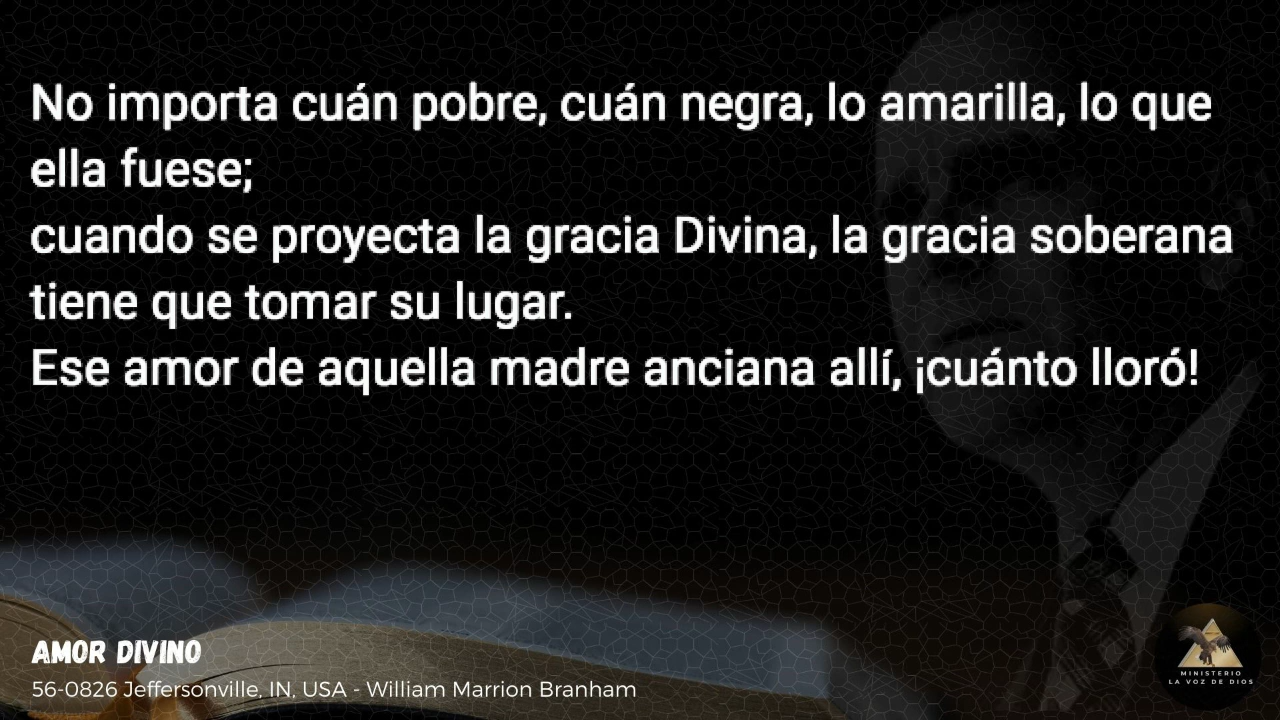 No importa cuán pobre, cuán negra, lo amarilla, lo que
ella fuese;
cuando se proyecta la gracia Divina, la gracia soberana
tiene que tomar su lugar.
Ese amor de aquella madre anciana allí, ¡cuánto lloró!
AMOR DIVINO
56-0826 Jeffersonville, IN, USA - William Marrion Branham
MINISTERIO
LA VOZ DE DIOS